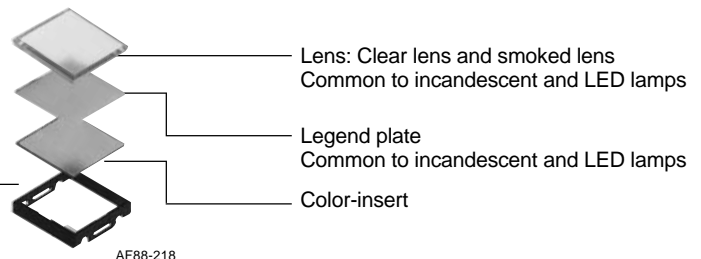 Lens: Clear lens and smoked lens
Common to incandescent and LED lamps
Legend plate
Common to incandescent and LED lamps
Color-insert
AF88-218